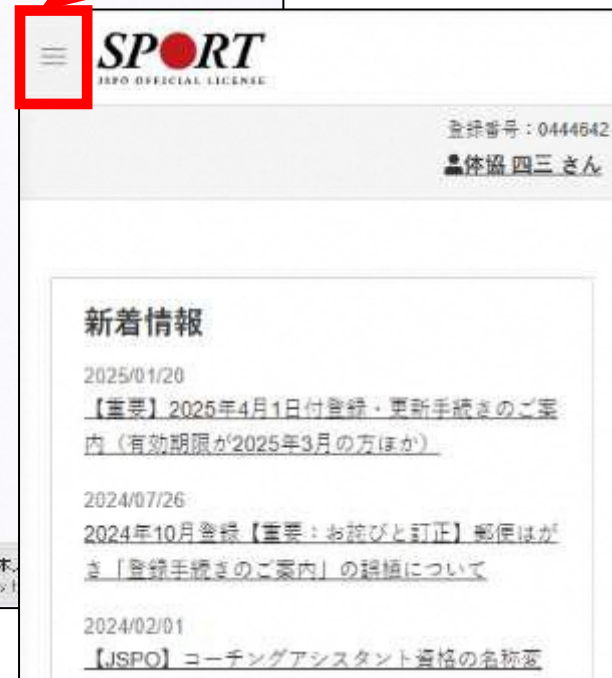 SPORT
JSPO OFFICIAL LICENSE
登録番号：0444642
体協 四三 さん
新着情報
2025/01/20
【重要】2025年4月1日付登録・更新手続きのご案
内（有効期限が2025年3月の方ほか）
2024/07/26
2024年10月登録【重要：お詫びと訂正】郵便はが
き「登録手続きのご案内」の誤植について
2024/02/01
【JSPO】コーチングアシスタント資格の名称変